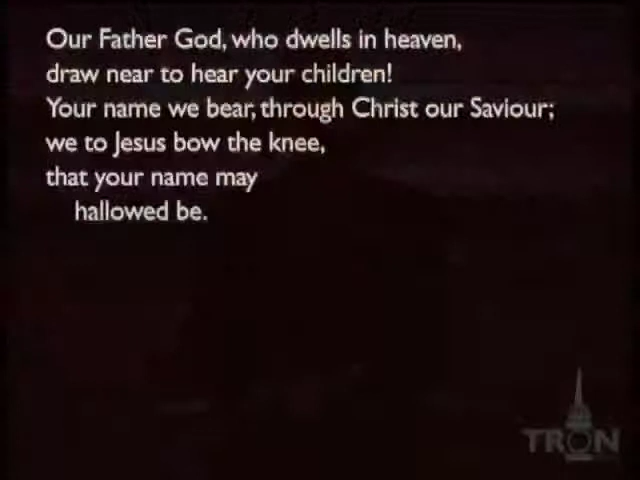 Our Father God, who dwells in heaven,
draw near to hear your children!
Your name we bear, through Christ our Saviour;
we to Jesus bow the knee,
that your name may
hallowed be.
TRON